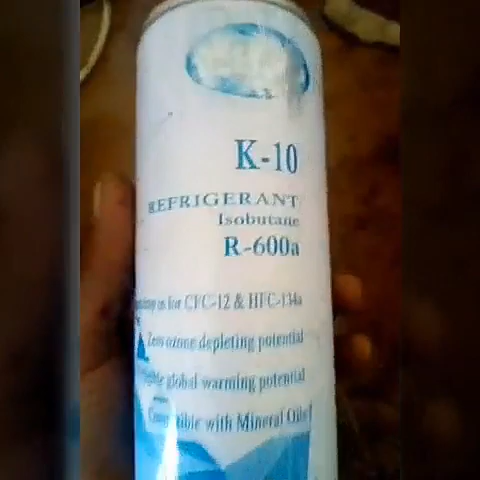 K-10
REFRIGERANT
Isobutane
R-600a
for CFC-12 & HFC-134a
Zero ozone depleting potential
global warming potential
Compatible with Mineral Oils